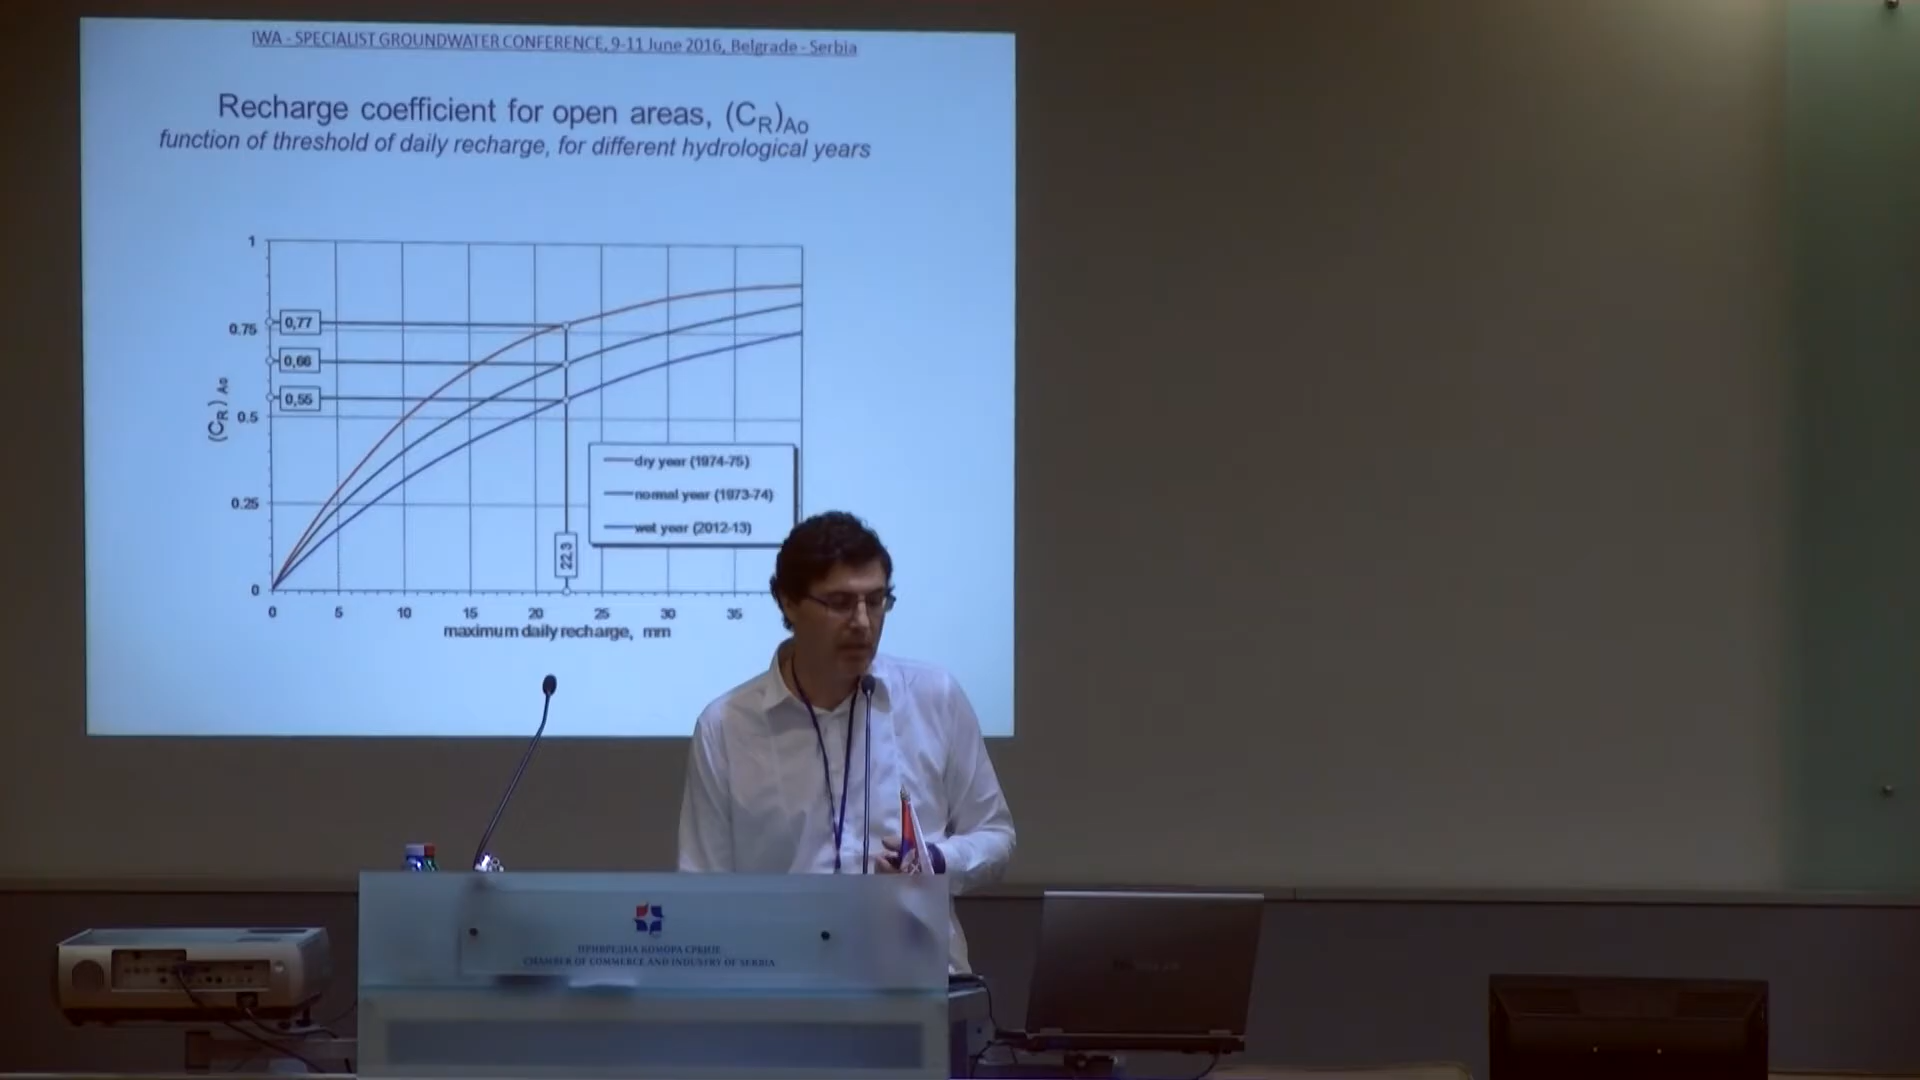 IWA - SPECIALIST GROUNDWATER CONFERENCE, 9-11 June 2016, Belgrade - Serbia
Recharge coefficient for open areas, (CR)Ao
function of threshold of daily recharge, for different hydrological years
1
0.75
0.5
0.25
0
0,77
0,66
0,55
(CR) Ao
dry year (1974-75)
normal year (1973-74)
wet year (2012-13)
22.3
0 5 10 15 20 25 30 35
maximum daily recharge, mm
ПРИВРЕДНА КОМОРА СРБИЈЕ
CHAMBER OF COMMERCE AND INDUSTRY OF SERBIA